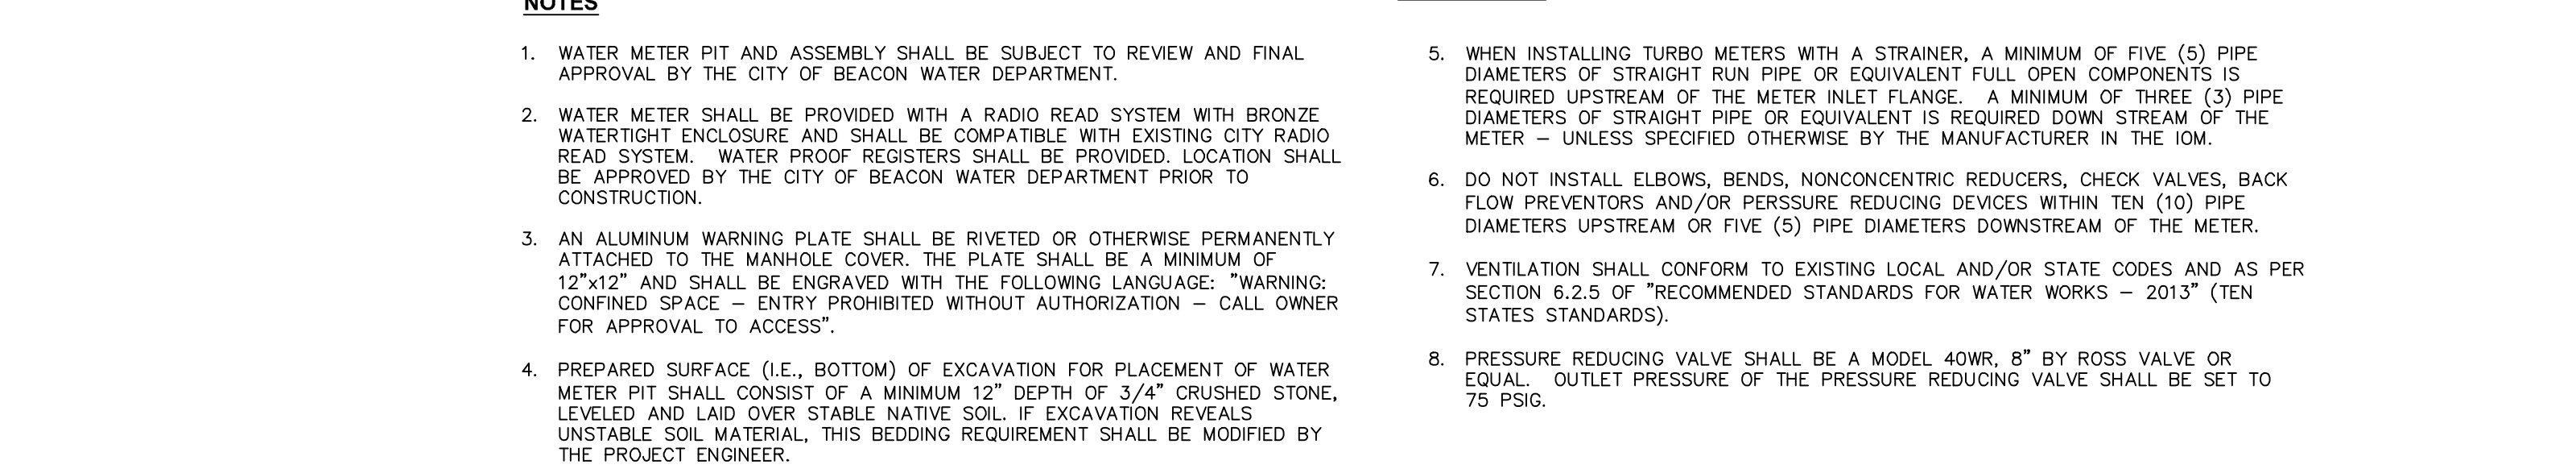 NOTES
1. WATER METER PIT AND ASSEMBLY SHALL BE SUBJECT TO REVIEW AND FINAL
APPROVAL BY THE CITY OF BEACON WATER DEPARTMENT.
2. WATER METER SHALL BE PROVIDED WITH A RADIO READ SYSTEM WITH BRONZE
WATERTIGHT ENCLOSURE AND SHALL BE COMPATIBLE WITH EXISTING CITY RADIO
READ SYSTEM. WATER PROOF REGISTERS SHALL BE PROVIDED. LOCATION SHALL
BE APPROVED BY THE CITY OF BEACON WATER DEPARTMENT PRIOR TO
CONSTRUCTION.
3. AN ALUMINUM WARNING PLATE SHALL BE RIVETED OR OTHERWISE PERMANENTLY
ATTACHED TO THE MANHOLE COVER. THE PLATE SHALL BE A MINIMUM OF
12"x12" AND SHALL BE ENGRAVED WITH THE FOLLOWING LANGUAGE: "WARNING:
CONFINED SPACE – ENTRY PROHIBITED WITHOUT AUTHORIZATION – CALL OWNER
FOR APPROVAL TO ACCESS".
4. PREPARED SURFACE (I.E., BOTTOM) OF EXCAVATION FOR PLACEMENT OF WATER
METER PIT SHALL CONSIST OF A MINIMUM 12" DEPTH OF 3/4" CRUSHED STONE,
LEVELED AND LAID OVER STABLE NATIVE SOIL. IF EXCAVATION REVEALS
UNSTABLE SOIL MATERIAL, THIS BEDDING REQUIREMENT SHALL BE MODIFIED BY
THE PROJECT ENGINEER.
5. WHEN INSTALLING TURBO METERS WITH A STRAINER, A MINIMUM OF FIVE (5) PIPE
DIAMETERS OF STRAIGHT RUN PIPE OR EQUIVALENT FULL OPEN COMPONENTS IS
REQUIRED UPSTREAM OF THE METER INLET FLANGE. A MINIMUM OF THREE (3) PIPE
DIAMETERS OF STRAIGHT PIPE OR EQUIVALENT IS REQUIRED DOWN STREAM OF THE
METER – UNLESS SPECIFIED OTHERWISE BY THE MANUFACTURER IN THE IOM.
6. DO NOT INSTALL ELBOWS, BENDS, NONCONCENTRIC REDUCERS, CHECK VALVES, BACK
FLOW PREVENTORS AND/OR PERSSURE REDUCING DEVICES WITHIN TEN (10) PIPE
DIAMETERS UPSTREAM OR FIVE (5) PIPE DIAMETERS DOWNSTREAM OF THE METER.
7. VENTILATION SHALL CONFORM TO EXISTING LOCAL AND/OR STATE CODES AND AS PER
SECTION 6.2.5 OF "RECOMMENDED STANDARDS FOR WATER WORKS – 2013" (TEN
STATES STANDARDS).
8. PRESSURE REDUCING VALVE SHALL BE A MODEL 40WR, 8" BY ROSS VALVE OR
EQUAL. OUTLET PRESSURE OF THE PRESSURE REDUCING VALVE SHALL BE SET TO
75 PSIG.